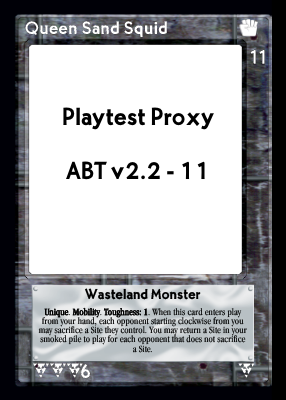 Queen Sand Squid
11
Playtest Proxy
ABT v2.2 - 11
Wasteland Monster
Unique. Mobility. Toughness: 1. When this card enters play
from your hand, each opponent starting clockwise from you
may sacrifice a Site they control. You may return a Site in your
smoked pile to play for each opponent that does not sacrifice
a Site.
6